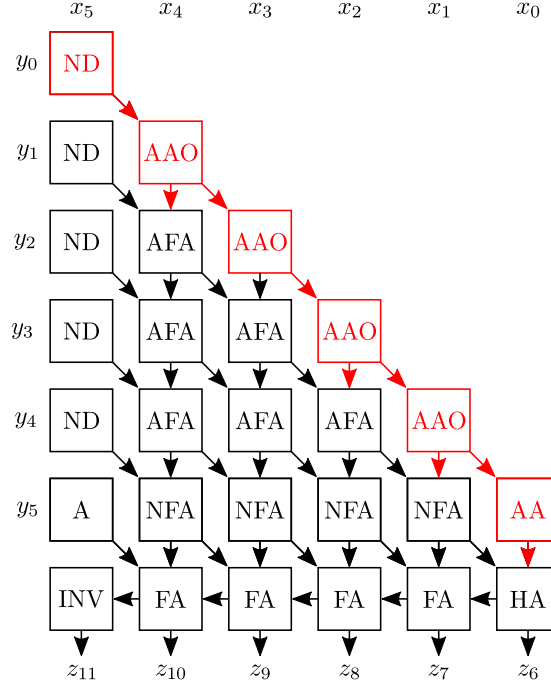 x₅ x₄ x₃ x₂ x₁ x₀
y₀ ND
y₁ ND AAO
y₂ ND AFA AAO
y₃ ND AFA AFA AAO
y₄ ND AFA AFA AFA AAO
y₅ A NFA NFA NFA NFA AA
INV FA FA FA FA HA
z₁₁ z₁₀ z₉ z₈ z₇ z₆